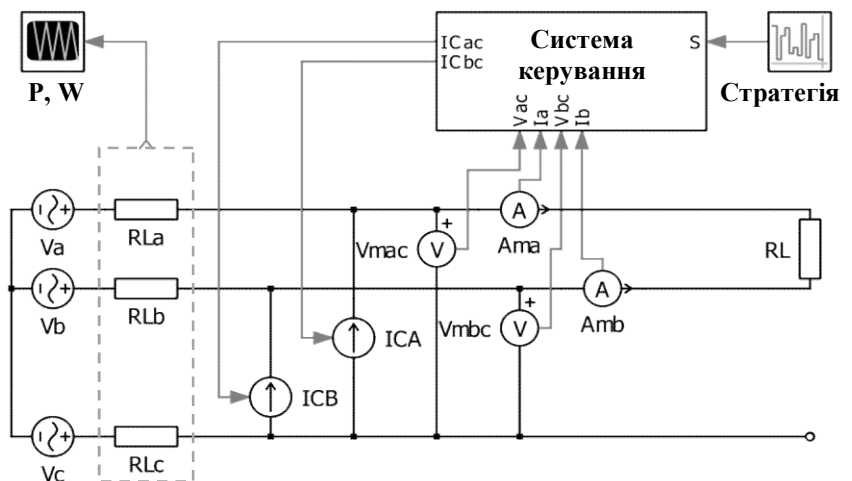 ICac
ICbc
Система
керування
S
Vac
Ia
Vbc
Ib
P, W
Стратегія
Va
RLa
Vmac
V
+
A
Ama
RL
Vb
RLb
Vmbc
V
+
A
Amb
ICA
ICB
Vc
RLc